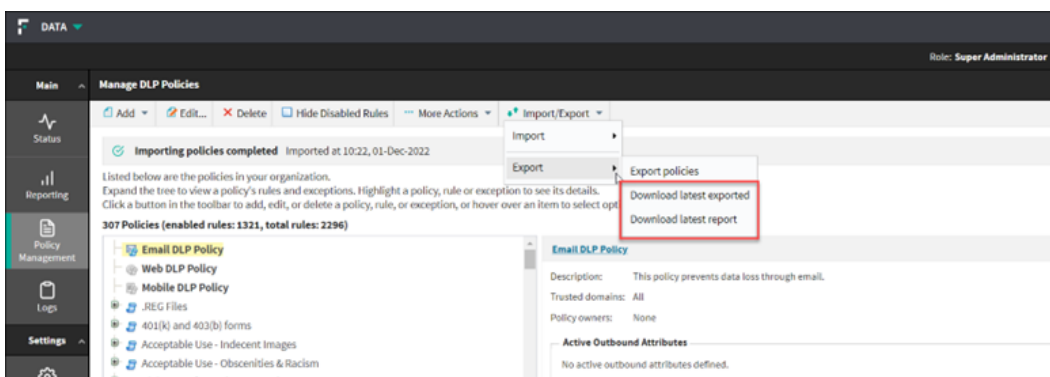 DATA
Role: Super Administrator
Main
Manage DLP Policies
Add Edit... Delete Hide Disabled Rules More Actions Import/Export
Status
Import
Importing policies completed Imported at 10:22, 01-Dec-2022
Export
Export policies
Download latest exported
Download latest report
Listed below are the policies in your organization.
Expand the tree to view a policy's rules and exceptions. Highlight a policy, rule or exception to see its details.
Click a button in the toolbar to add, edit, or delete a policy, rule, or exception, or hover over an item to select opt
Reporting
307 Policies (enabled rules: 1321, total rules: 2296)
Policy
Management
Email DLP Policy
Web DLP Policy
Mobile DLP Policy
.REG Files
401(k) and 403(b) forms
Acceptable Use - Indecent Images
Acceptable Use - Obscenities & Racism
Email DLP Policy
Description: This policy prevents data loss through email.
Trusted domains: All
Policy owners: None
Active Outbound Attributes
No active outbound attributes defined.
Logs
Settings